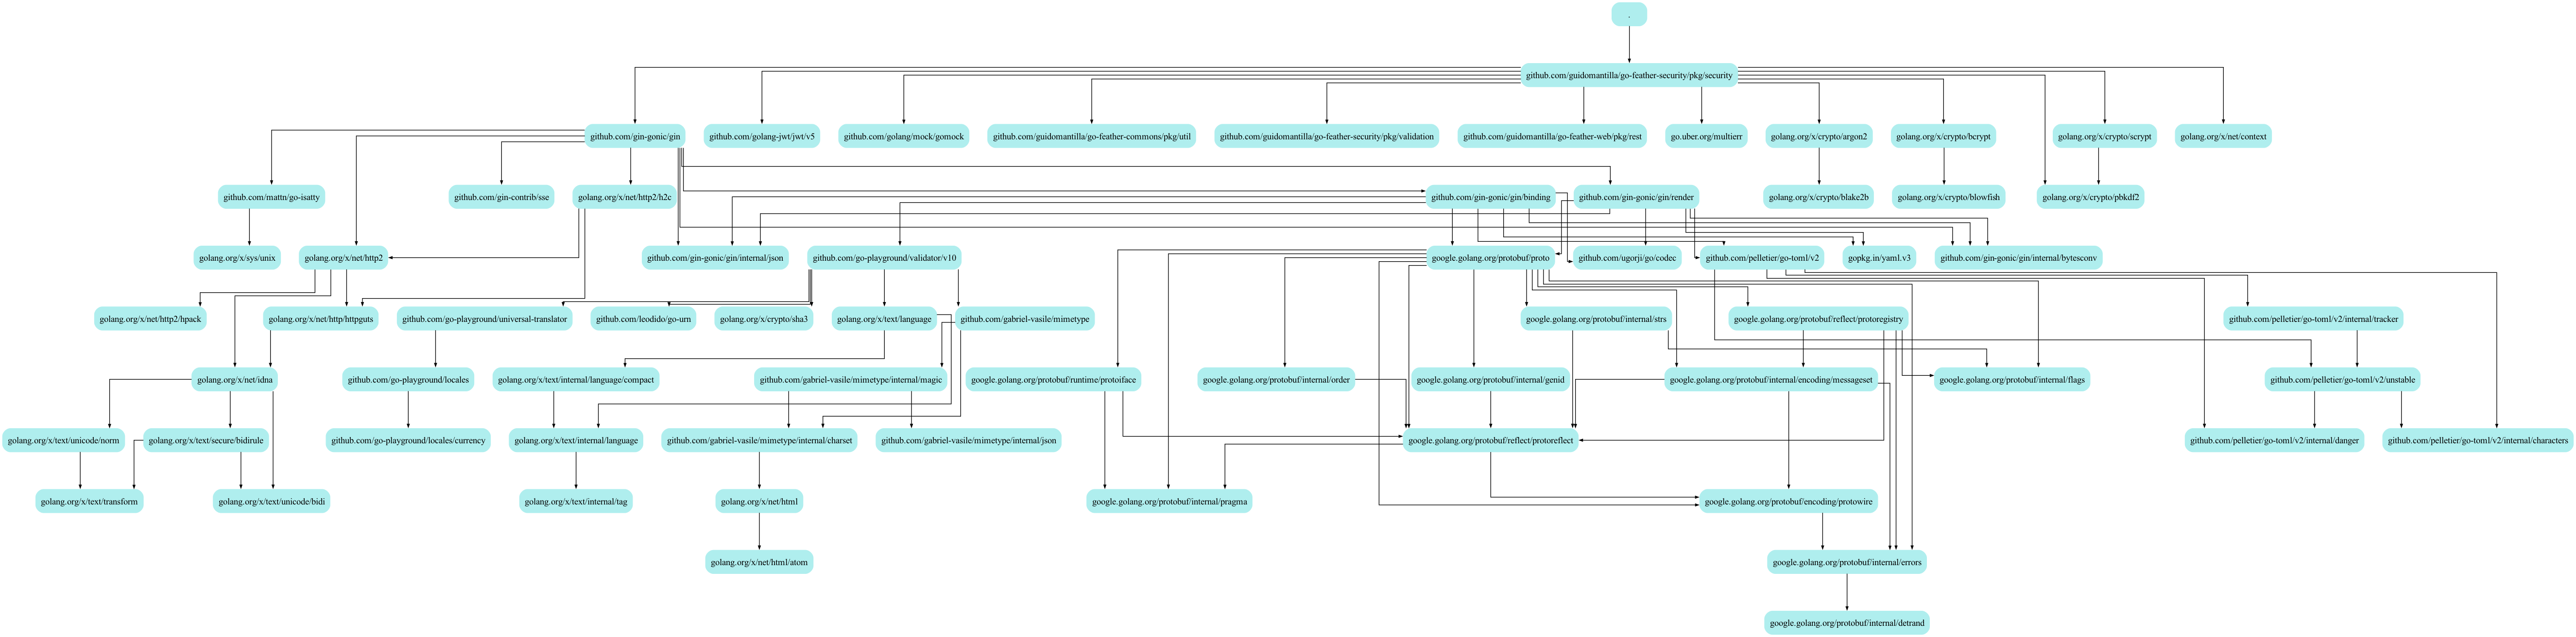 .
github.com/guidomantilla/go-feather-security/pkg/security
github.com/gin-gonic/gin
github.com/golang-jwt/jwt/v5
github.com/golang/mock/gomock
github.com/guidomantilla/go-feather-commons/pkg/util
github.com/guidomantilla/go-feather-security/pkg/validation
github.com/guidomantilla/go-feather-web/pkg/rest
go.uber.org/multierr
golang.org/x/crypto/argon2
golang.org/x/crypto/bcrypt
golang.org/x/crypto/scrypt
golang.org/x/net/context
github.com/mattn/go-isatty
github.com/gin-contrib/sse
golang.org/x/net/http2/h2c
github.com/gin-gonic/gin/binding
github.com/gin-gonic/gin/render
golang.org/x/crypto/blake2b
golang.org/x/crypto/blowfish
golang.org/x/crypto/pbkdf2
golang.org/x/sys/unix
golang.org/x/net/http2
github.com/gin-gonic/gin/internal/json
github.com/go-playground/validator/v10
google.golang.org/protobuf/proto
github.com/ugorji/go/codec
github.com/pelletier/go-toml/v2
gopkg.in/yaml.v3
github.com/gin-gonic/gin/internal/bytesconv
golang.org/x/net/http2/hpack
golang.org/x/net/http/httpguts
github.com/go-playground/universal-translator
github.com/leodido/go-urn
golang.org/x/crypto/sha3
golang.org/x/text/language
github.com/gabriel-vasile/mimetype
google.golang.org/protobuf/internal/strs
google.golang.org/protobuf/reflect/protoregistry
github.com/pelletier/go-toml/v2/internal/tracker
golang.org/x/net/idna
github.com/go-playground/locales
golang.org/x/text/internal/language/compact
github.com/gabriel-vasile/mimetype/internal/magic
google.golang.org/protobuf/runtime/protoiface
google.golang.org/protobuf/internal/order
google.golang.org/protobuf/internal/genid
google.golang.org/protobuf/internal/encoding/messageset
google.golang.org/protobuf/internal/flags
github.com/pelletier/go-toml/v2/unstable
golang.org/x/text/unicode/norm
golang.org/x/text/secure/bidirule
github.com/go-playground/locales/currency
golang.org/x/text/internal/language
github.com/gabriel-vasile/mimetype/internal/charset
github.com/gabriel-vasile/mimetype/internal/json
google.golang.org/protobuf/reflect/protoreflect
github.com/pelletier/go-toml/v2/internal/danger
github.com/pelletier/go-toml/v2/internal/characters
golang.org/x/text/transform
golang.org/x/text/unicode/bidi
golang.org/x/text/internal/tag
golang.org/x/net/html
google.golang.org/protobuf/internal/pragma
google.golang.org/protobuf/encoding/protowire
golang.org/x/net/html/atom
google.golang.org/protobuf/internal/errors
google.golang.org/protobuf/internal/detrand